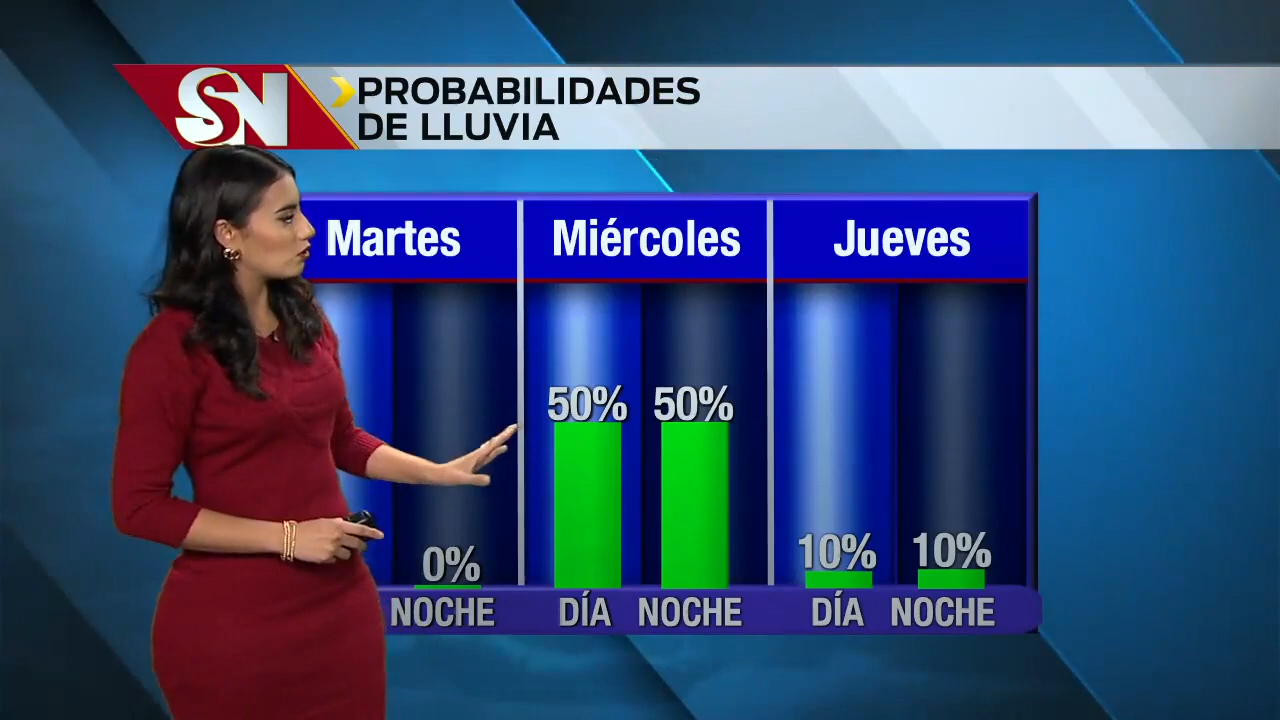 SN
PROBABILIDADES
DE LLUVIA
Martes Miércoles Jueves
50% 50%
0% 10% 10%
NOCHE DÍA NOCHE DÍA NOCHE